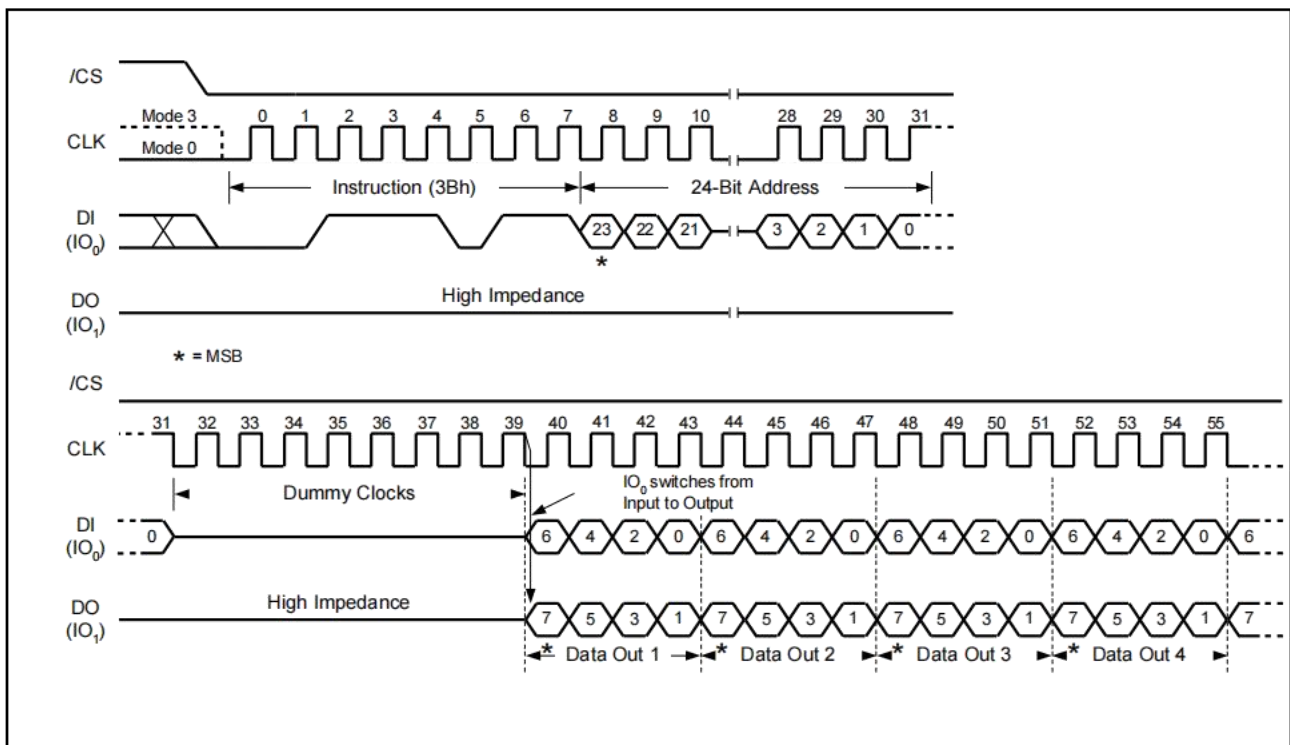 /CS
Mode 3 0 1 2 3 4 5 6 7 8 9 10 28 29 30 31
CLK
Mode 0
Instruction (3Bh) 24-Bit Address
DI
(IO0) 23 22 21 3 2 1 0
*
High Impedance
DO
(IO1)
* = MSB
/CS
31 32 33 34 35 36 37 38 39 40 41 42 43 44 45 46 47 48 49 50 51 52 53 54 55
CLK
Dummy Clocks
IO0 switches from
Input to Output
DI
(IO0) 0 6 4 2 0 6 4 2 0 6 4 2 0 6 4 2 0 6
High Impedance
DO
(IO1) 7 5 3 1 7 5 3 1 7 5 3 1 7 5 3 1 7
* Data Out 1 * Data Out 2 * Data Out 3 * Data Out 4